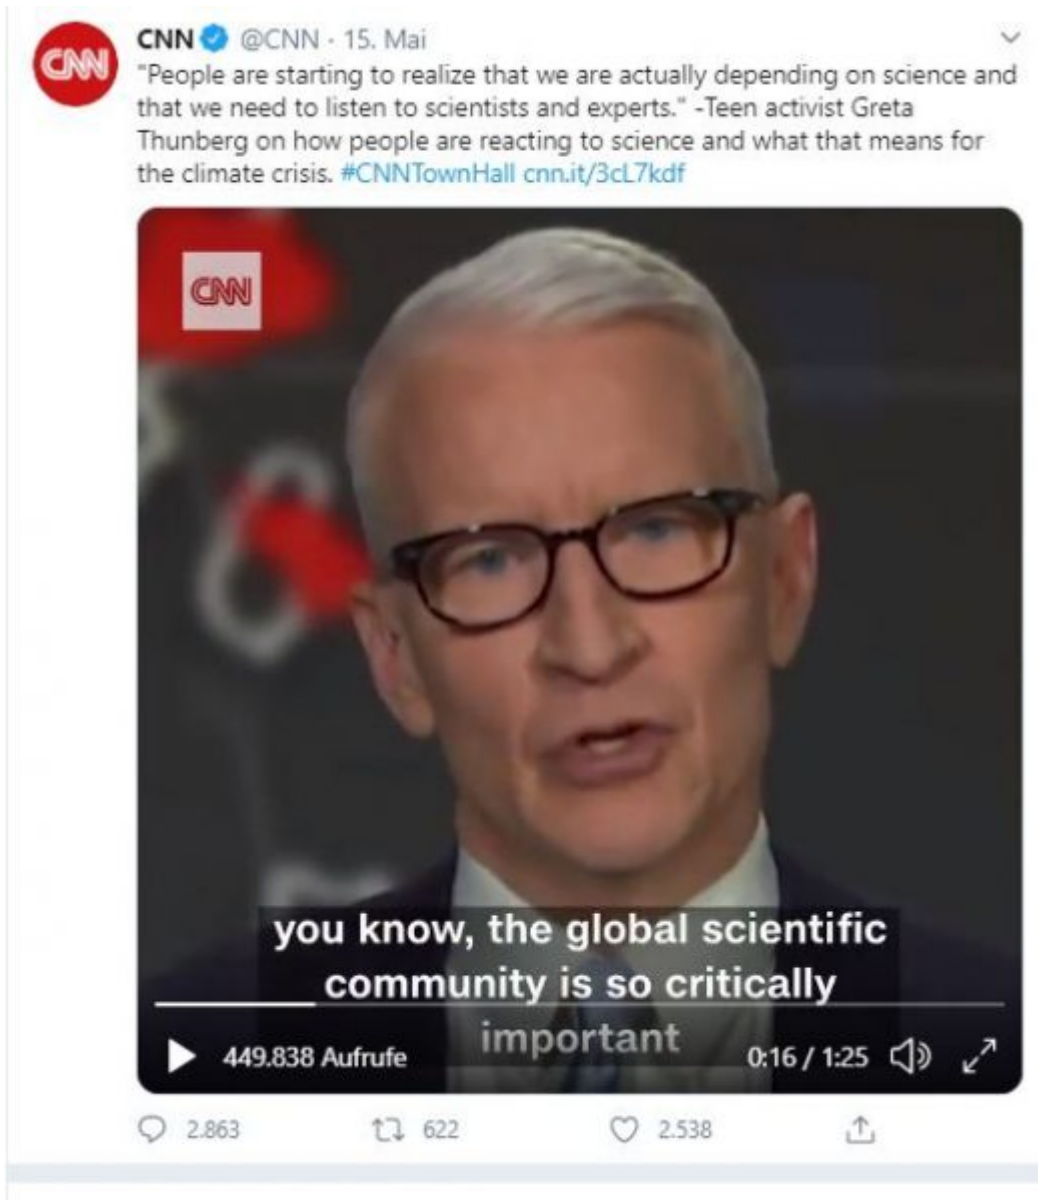 CNN
CNN @CNN · 15. Mai
"People are starting to realize that we are actually depending on science and
that we need to listen to scientists and experts." -Teen activist Greta
Thunberg on how people are reacting to science and what that means for
the climate crisis. #CNNTownHall cnn.it/3cL7kdf
CNN
you know, the global scientific
community is so critically
important
449.838 Aufrufe
0:16 / 1:25
2.863 622 2.538